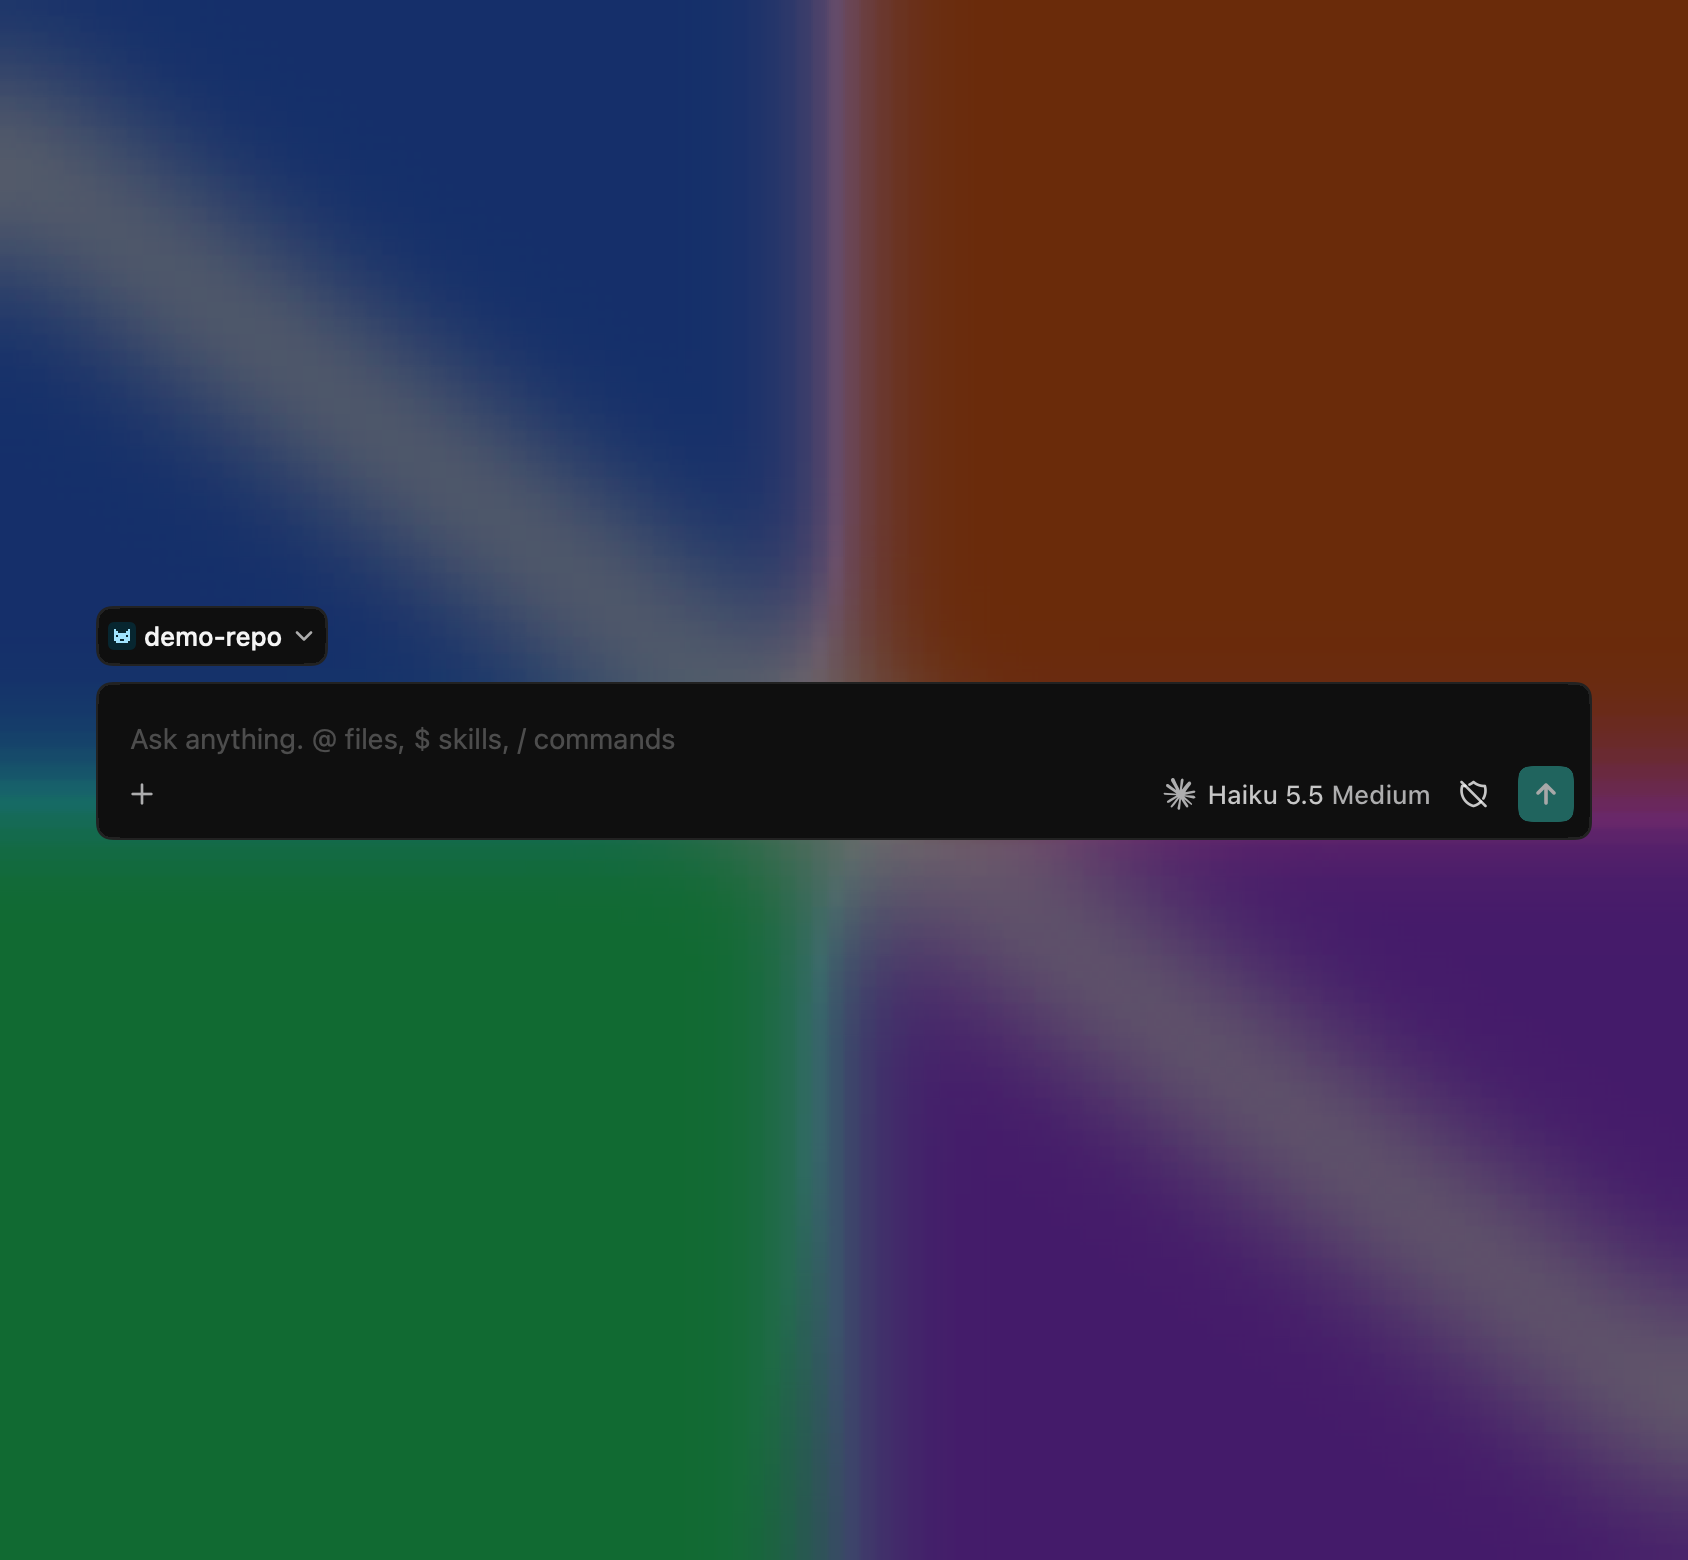 demo-repo
Ask anything. @ files, $ skills, / commands
Haiku 5.5 Medium